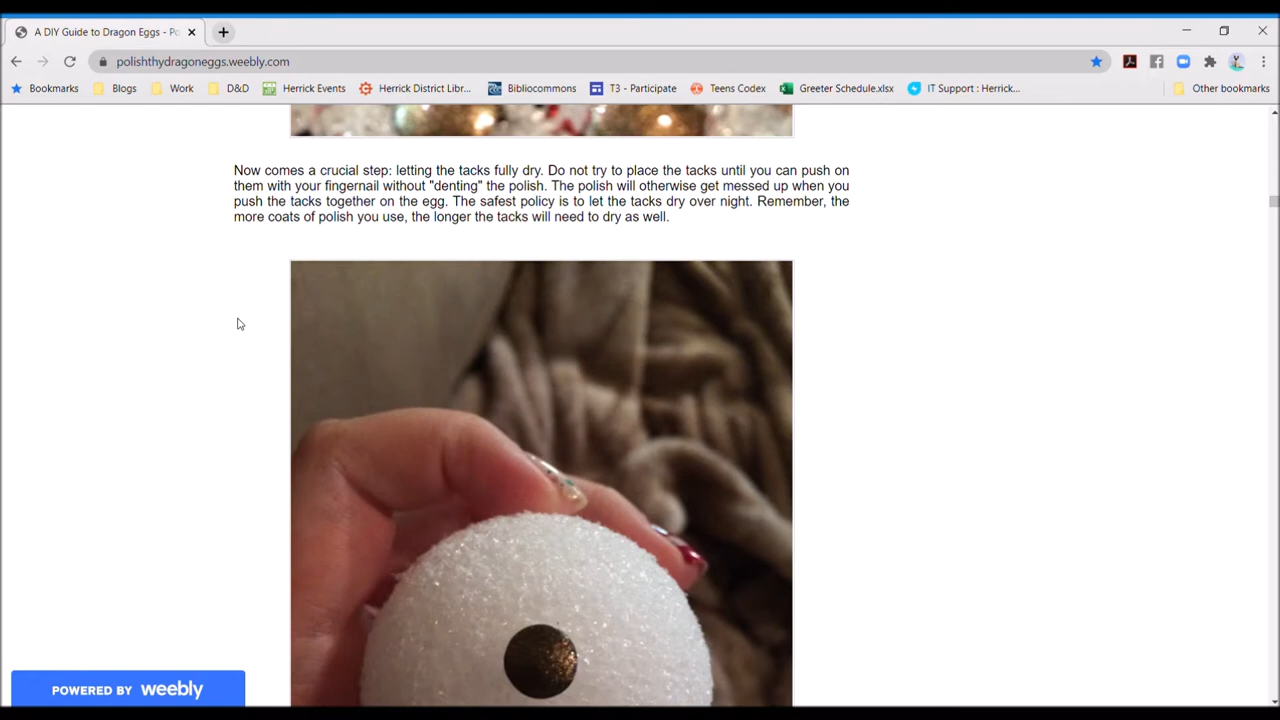 A DIY Guide to Dragon Eggs - Po
polishthydragoneggs.weebly.com
Bookmarks Blogs Work D&D Herrick Events Herrick District Libr... Bibliocommons T3 - Participate Teens Codex Greeter Schedule.xlsx IT Support : Herrick... Other bookmarks
Now comes a crucial step: letting the tacks fully dry. Do not try to place the tacks until you can push on
them with your fingernail without "denting" the polish. The polish will otherwise get messed up when you
push the tacks together on the egg. The safest policy is to let the tacks dry over night. Remember, the
more coats of polish you use, the longer the tacks will need to dry as well.
POWERED BY weebly